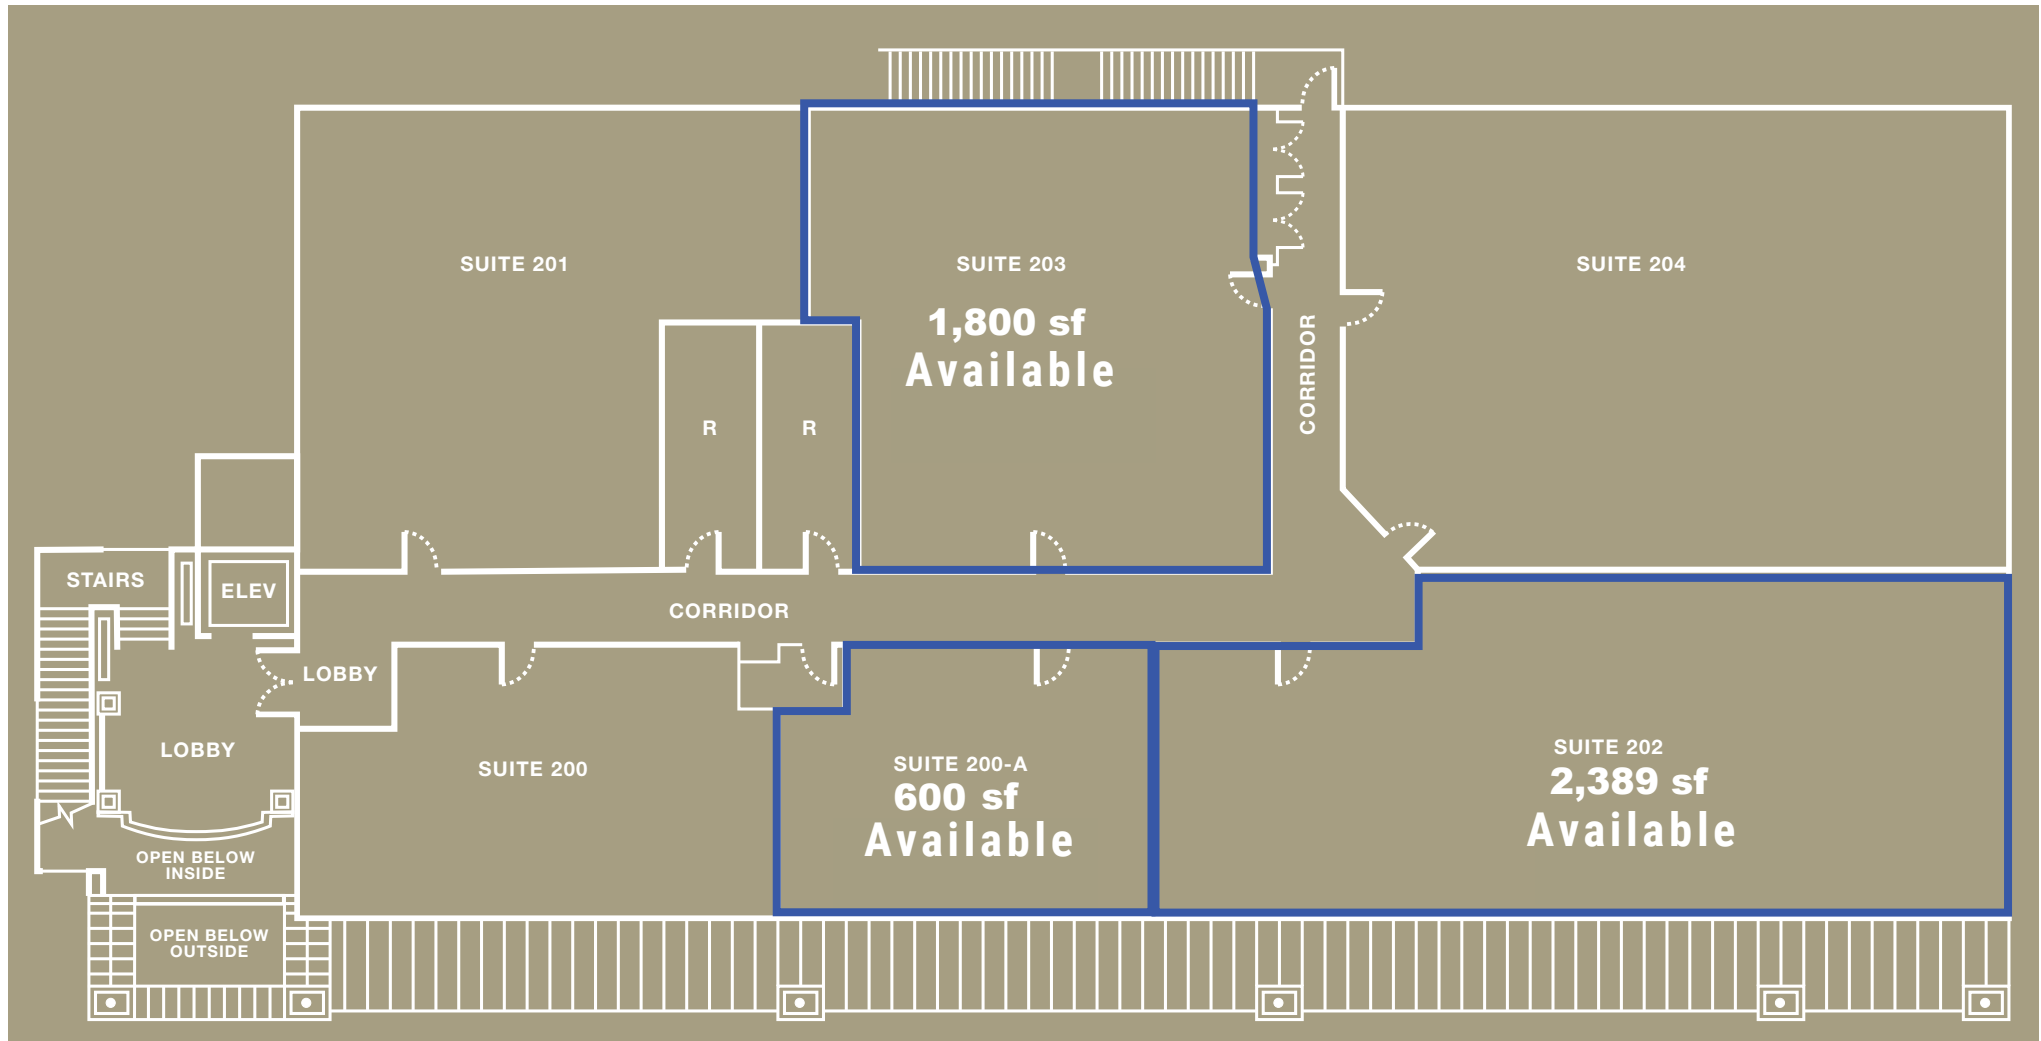 SUITE 201
SUITE 203
1,800 sf
Available
SUITE 204
CORRIDOR
R
R
STAIRS
ELEV
CORRIDOR
LOBBY
LOBBY
SUITE 200
SUITE 200-A
600 sf
Available
SUITE 202
2,389 sf
Available
OPEN BELOW
INSIDE
OPEN BELOW
OUTSIDE